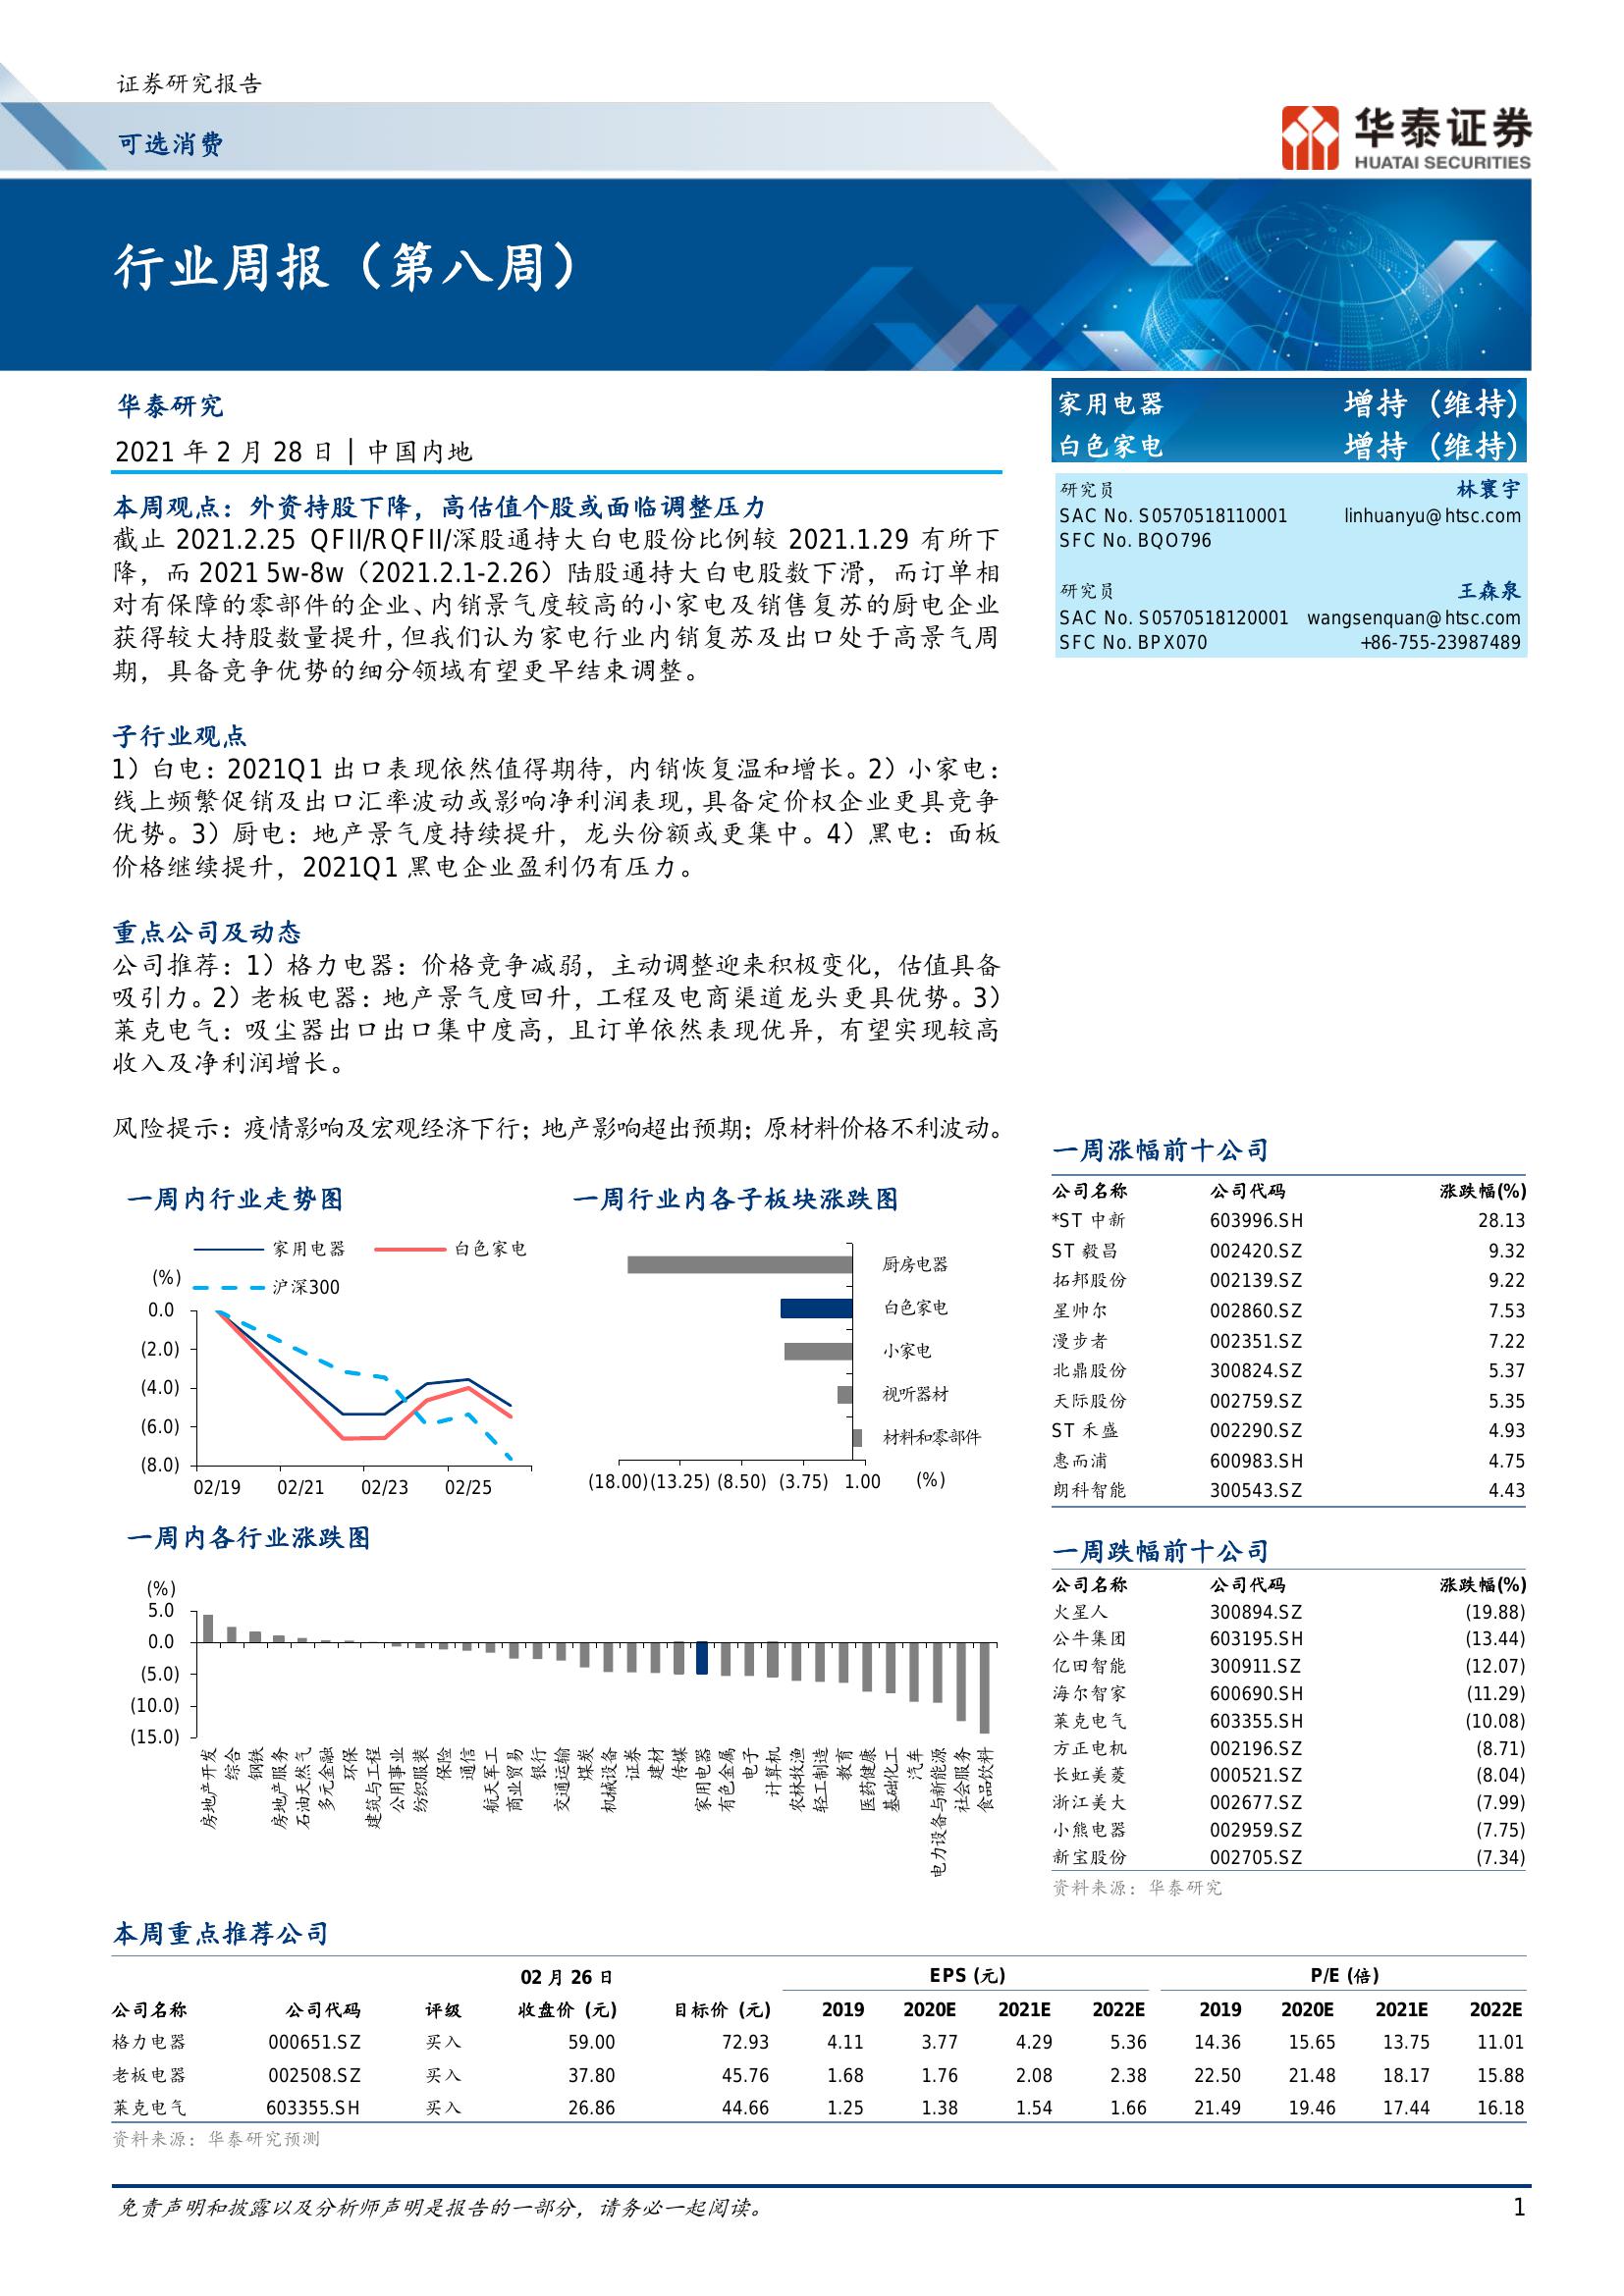 证券研究报告
可选消费
华泰证券
HUATAI SECURITIES
行业周报（第八周）
华泰研究
2021 年 2 月 28 日│中国内地
家用电器 增持 (维持)
白色家电 增持 (维持)
研究员 林寰宇
SAC No. S0570518110001 linhuanyu@htsc.com
SFC No. BQO796
研究员 王森泉
SAC No. S0570518120001 wangsenquan@htsc.com
SFC No. BPX070 +86-755-23987489
本周观点：外资持股下降，高估值个股或面临调整压力
截止 2021.2.25 QFII/RQFII/深股通持大白电股份比例较 2021.1.29 有所下
降，而 2021 5w-8w（2021.2.1-2.26）陆股通持大白电股数下滑，而订单相
对有保障的零部件的企业、内销景气度较高的小家电及销售复苏的厨电企业
获得较大持股数量提升，但我们认为家电行业内销复苏及出口处于高景气周
期，具备竞争优势的细分领域有望更早结束调整。
子行业观点
1）白电：2021Q1 出口表现依然值得期待，内销恢复温和增长。2）小家电：
线上频繁促销及出口汇率波动或影响净利润表现，具备定价权企业更具竞争
优势。3）厨电：地产景气度持续提升，龙头份额或更集中。4）黑电：面板
价格继续提升，2021Q1 黑电企业盈利仍有压力。
重点公司及动态
公司推荐：1）格力电器：价格竞争减弱，主动调整迎来积极变化，估值具备
吸引力。2）老板电器：地产景气度回升，工程及电商渠道龙头更具优势。3）
莱克电气：吸尘器出口出口集中度高，且订单依然表现优异，有望实现较高
收入及净利润增长。
风险提示：疫情影响及宏观经济下行；地产影响超出预期；原材料价格不利波动。
一周内行业走势图
家用电器 白色家电
(%) 沪深300
0.0
(2.0)
(4.0)
(6.0)
(8.0)
02/19 02/21 02/23 02/25
一周行业内各子板块涨跌图
厨房电器
白色家电
小家电
视听器材
材料和零部件
(18.00) (13.25) (8.50) (3.75) 1.00 (%)
一周内各行业涨跌图
(%)
5.0
0.0
(5.0)
(10.0)
(15.0)
房地产开发 综合 钢铁 房地产服务 石油天然气 多元金融 环保 建筑与工程 公用事业 纺织服装 保险 通信 航天军工 商业贸易 银行 交通运输 煤炭 机械设备 证券 建材 传媒 家用电器 有色金属 电子 计算机 农林牧渔 轻工制造 教育 医药健康 基础化工 汽车 电力设备与新能源 社会服务 食品饮料
一周涨幅前十公司
公司名称 公司代码 涨跌幅(%)
*ST 中新 603996.SH 28.13
ST 毅昌 002420.SZ 9.32
拓邦股份 002139.SZ 9.22
星帅尔 002860.SZ 7.53
漫步者 002351.SZ 7.22
北鼎股份 300824.SZ 5.37
天际股份 002759.SZ 5.35
ST 禾盛 002290.SZ 4.93
惠而浦 600983.SH 4.75
朗科智能 300543.SZ 4.43
一周跌幅前十公司
公司名称 公司代码 涨跌幅(%)
火星人 300894.SZ (19.88)
公牛集团 603195.SH (13.44)
亿田智能 300911.SZ (12.07)
海尔智家 600690.SH (11.29)
莱克电气 603355.SH (10.08)
方正电机 002196.SZ (8.71)
长虹美菱 000521.SZ (8.04)
浙江美大 002677.SZ (7.99)
小熊电器 002959.SZ (7.75)
新宝股份 002705.SZ (7.34)
资料来源：华泰研究
本周重点推荐公司
02 月 26 日 EPS (元) P/E (倍)
公司名称 公司代码 评级 收盘价 (元) 目标价 (元) 2019 2020E 2021E 2022E 2019 2020E 2021E 2022E
格力电器 000651.SZ 买入 59.00 72.93 4.11 3.77 4.29 5.36 14.36 15.65 13.75 11.01
老板电器 002508.SZ 买入 37.80 45.76 1.68 1.76 2.08 2.38 22.50 21.48 18.17 15.88
莱克电气 603355.SH 买入 26.86 44.66 1.25 1.38 1.54 1.66 21.49 19.46 17.44 16.18
资料来源：华泰研究预测
免责声明和披露以及分析师声明是报告的一部分，请务必一起阅读。 1